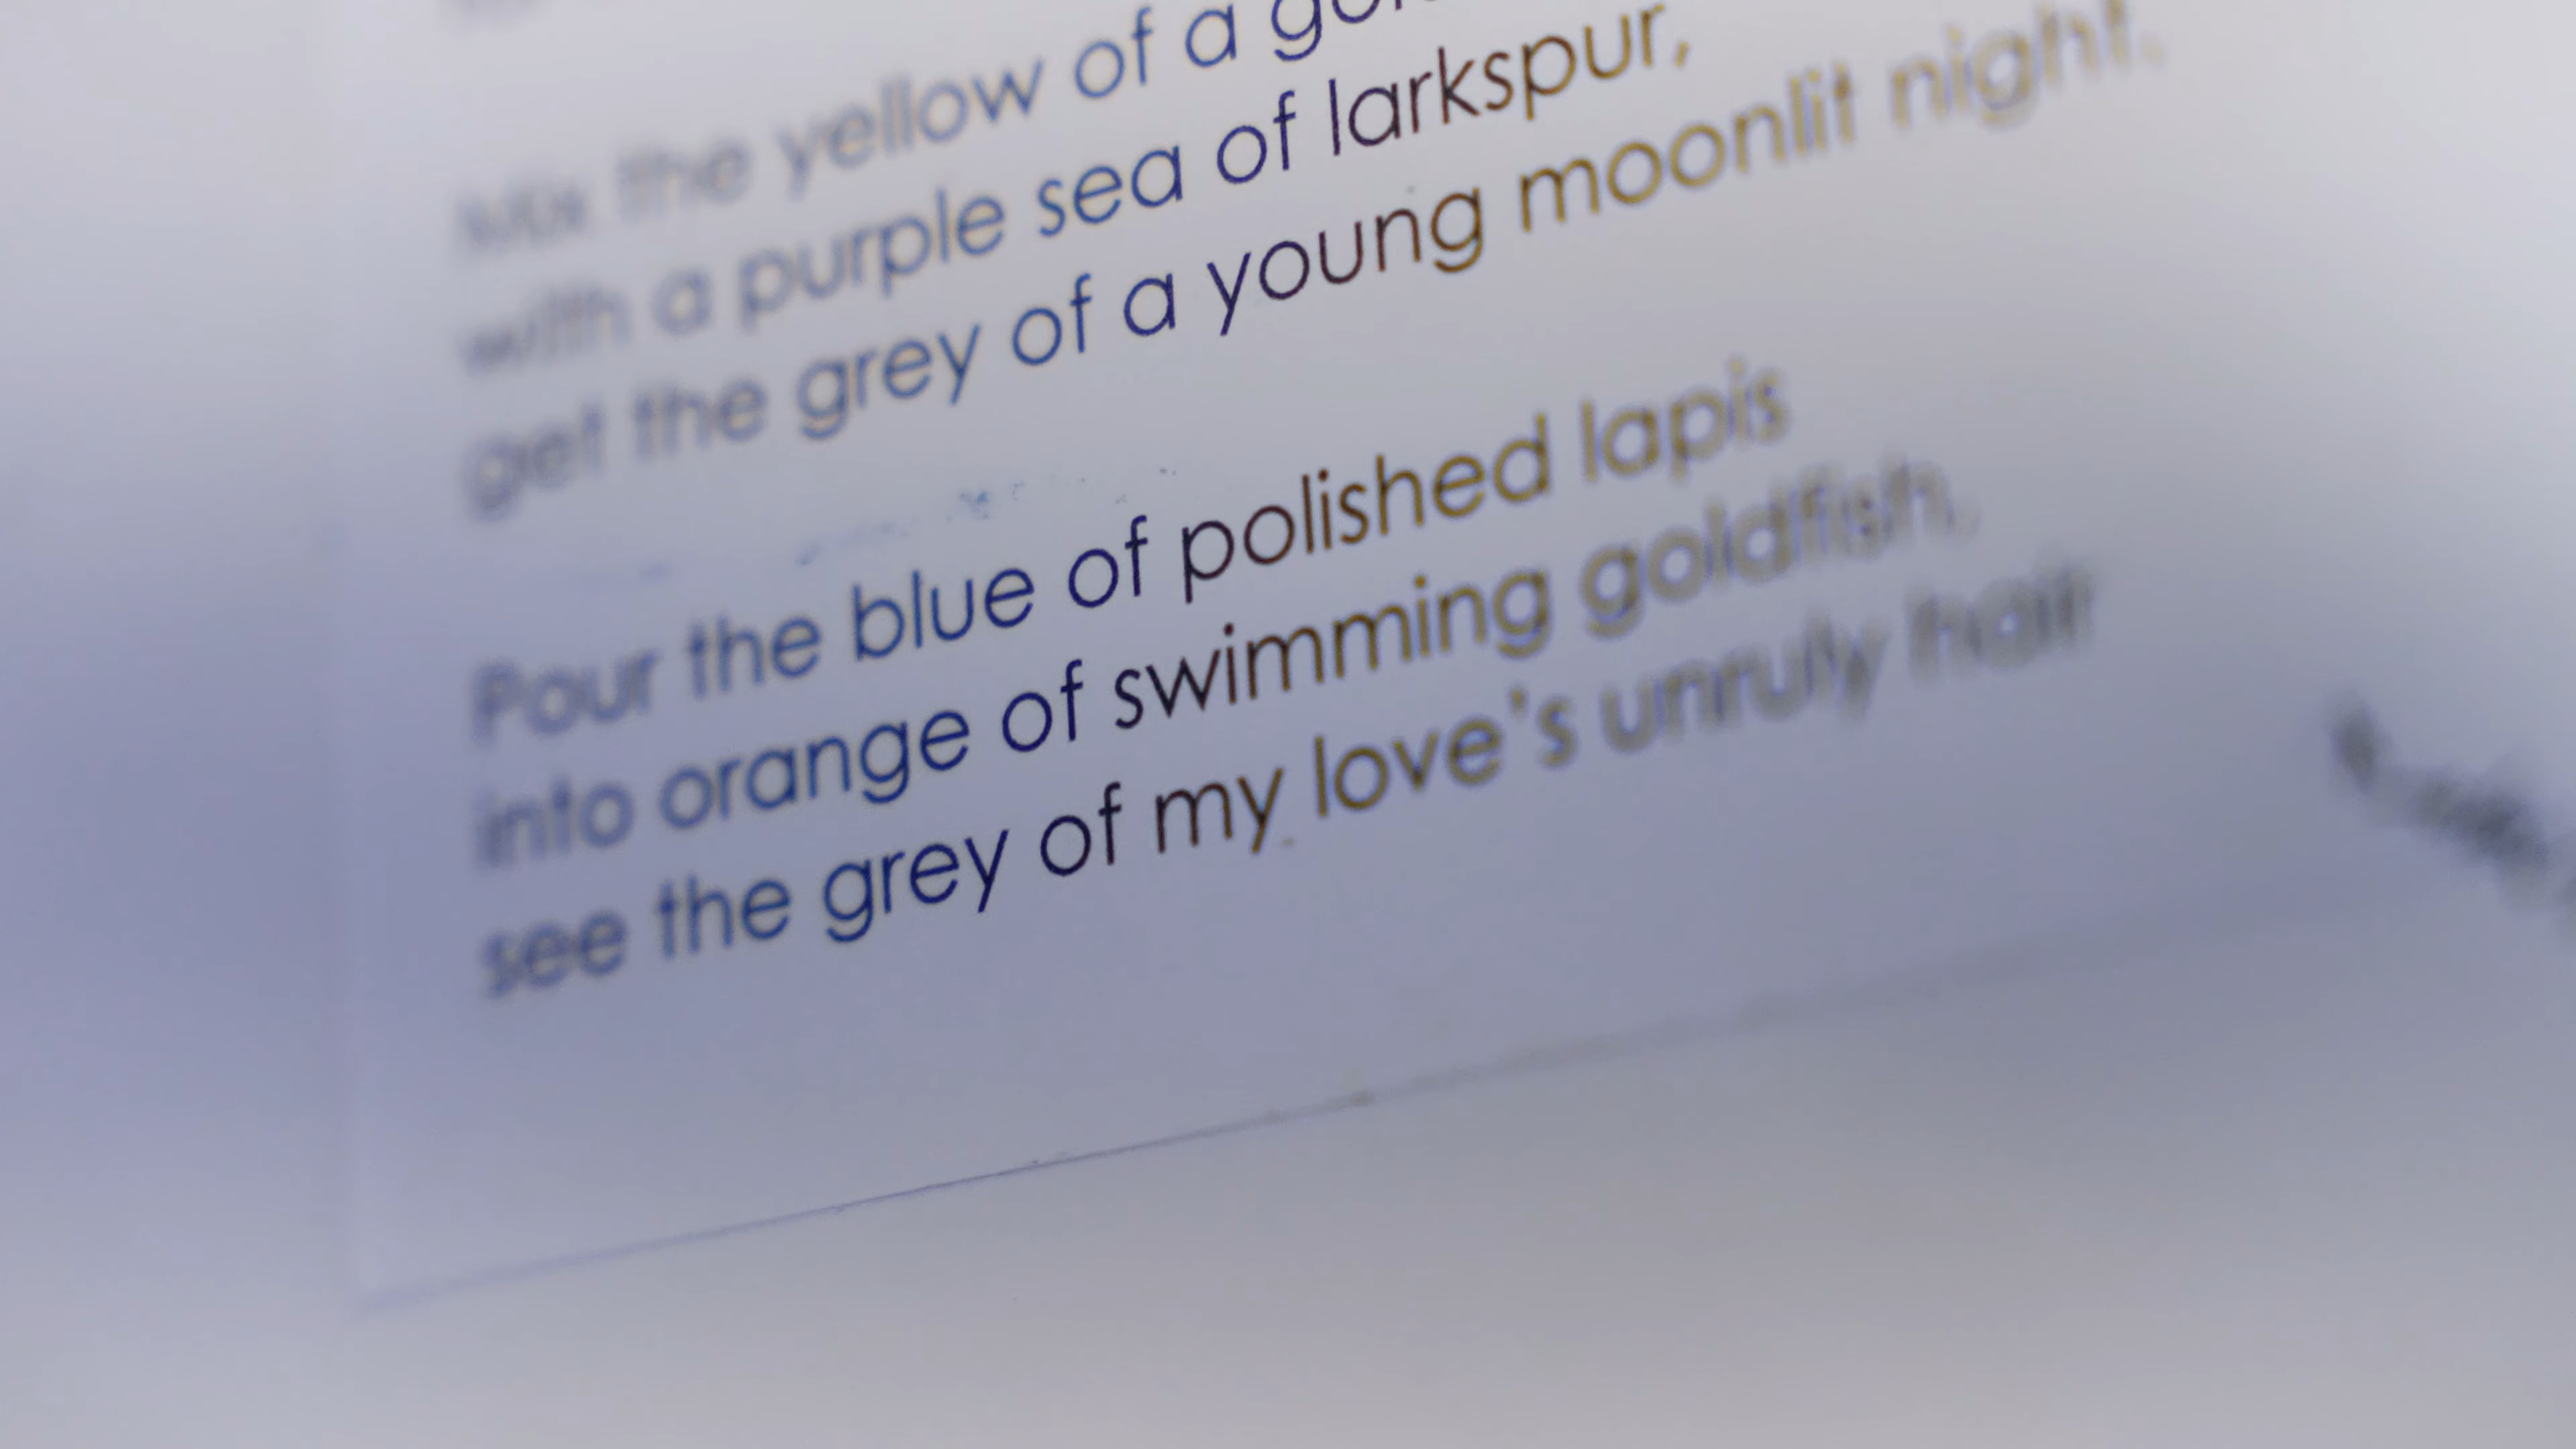 Mix the yellow of a
with a purple sea of larkspur,
get the grey of a young moonlit night.
Pour the blue of polished lapis
into orange of swimming goldfish,
see the grey of my love's unruly hair